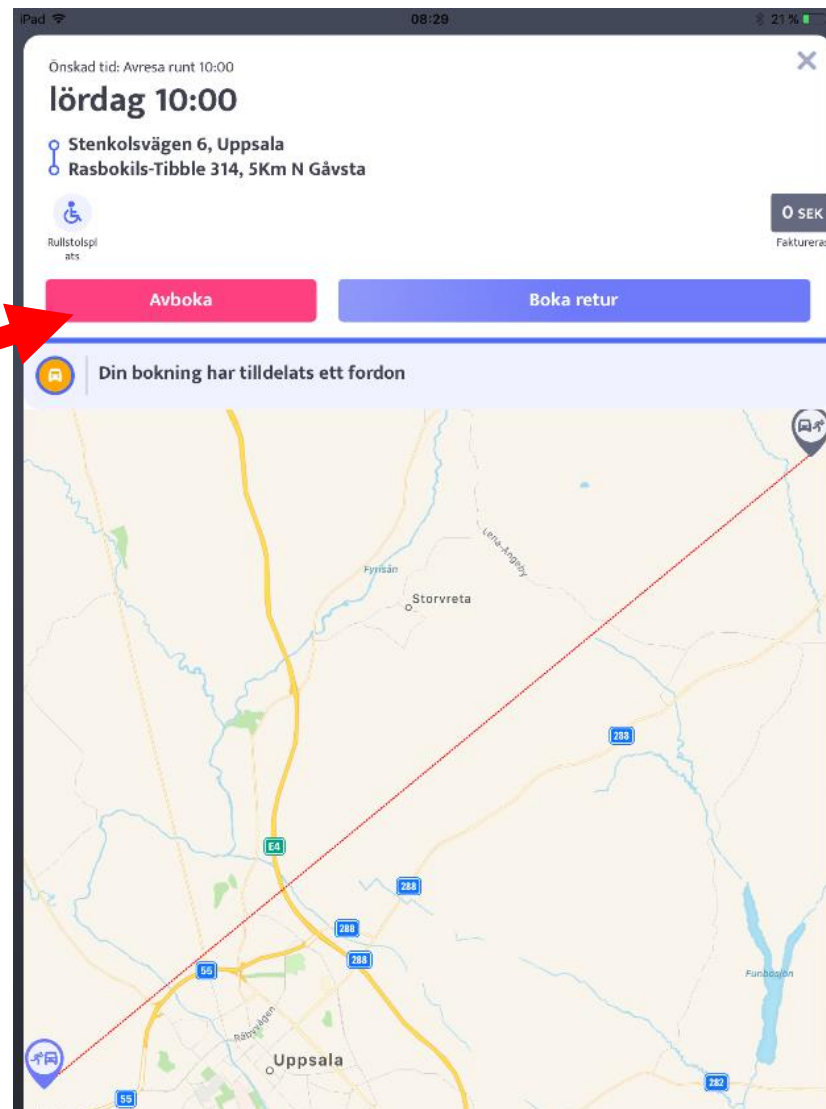 iPad 08:29 21 %
Önskad tid: Avresa runt 10:00
lördag 10:00
Stenkolsvägen 6, Uppsala
Rasbokils-Tibble 314, 5Km N Gåvsta
Rullstolspl
ats
0 SEK
Faktureras
Avboka
Boka retur
Din bokning har tilldelats ett fordon
Lena-Ångeby
Fyrisån
Storvreta
288
E4
288
288
288
55
Funbosjön
Råbyvägen
Uppsala
282
55